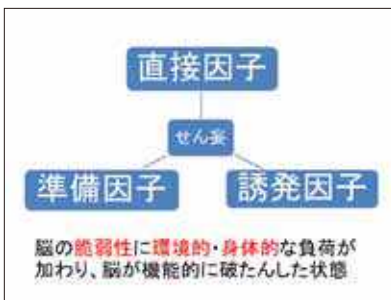 直接因子
せん妄
準備因子
誘発因子
脳の脆弱性に環境的・身体的な負荷が
加わり、脳が機能的に破たんした状態